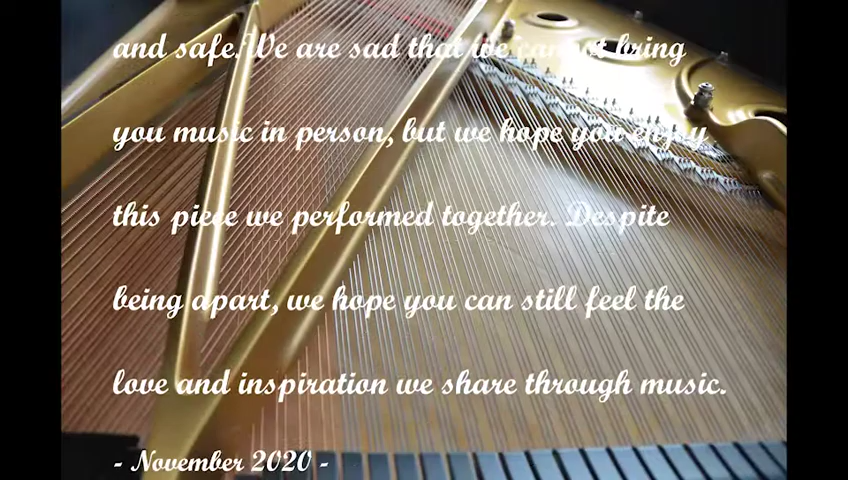 and safe. We are sad that we cannot bring
you music in person, but we hope you enjoy
this piece we performed together. Despite
being apart, we hope you can still feel the
love and inspiration we share through music.
- November 2020 -